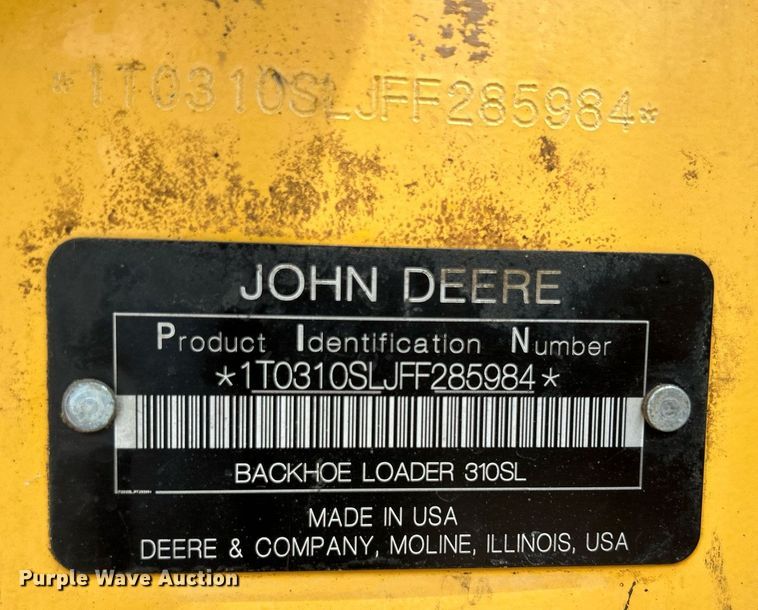 *1T0310SLJFF285984*
JOHN DEERE
Product Identification Number
*1T0310SLJFF285984*
BACKHOE LOADER 310SL
MADE IN USA
DEERE & COMPANY, MOLINE, ILLINOIS, USA
Purple Wave Auction